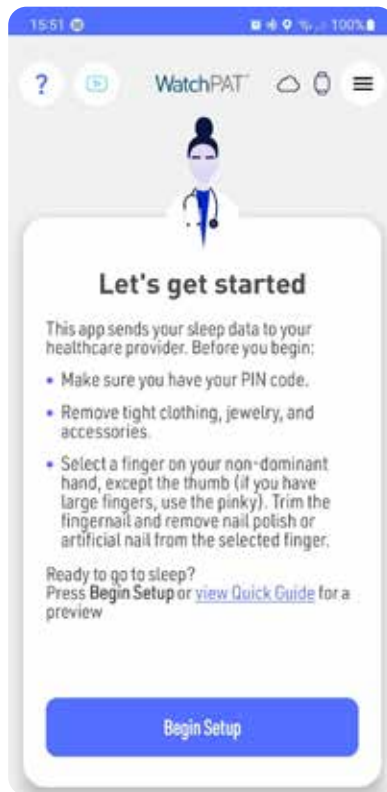 15:51
100%
?
WatchPAT™
Let's get started
This app sends your sleep data to your
healthcare provider. Before you begin:
• Make sure you have your PIN code.
• Remove tight clothing, jewelry, and
accessories.
• Select a finger on your non-dominant
hand, except the thumb (if you have
large fingers, use the pinky). Trim the
fingernail and remove nail polish or
artificial nail from the selected finger.
Ready to go to sleep?
Press Begin Setup or view Quick Guide for a
preview
Begin Setup